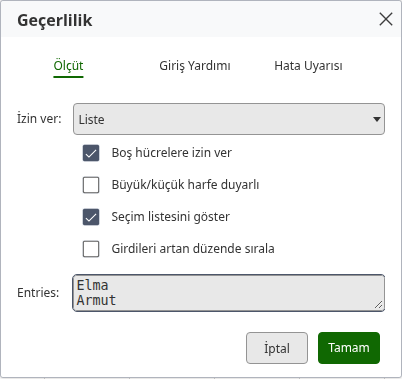 Geçerlilik
Ölçüt Giriş Yardımı Hata Uyarısı
İzin ver: Liste
Boş hücrelere izin ver
Büyük/küçük harfe duyarlı
Seçim listesini göster
Girdileri artan düzende sırala
Entries: Elma
Armut
İptal Tamam